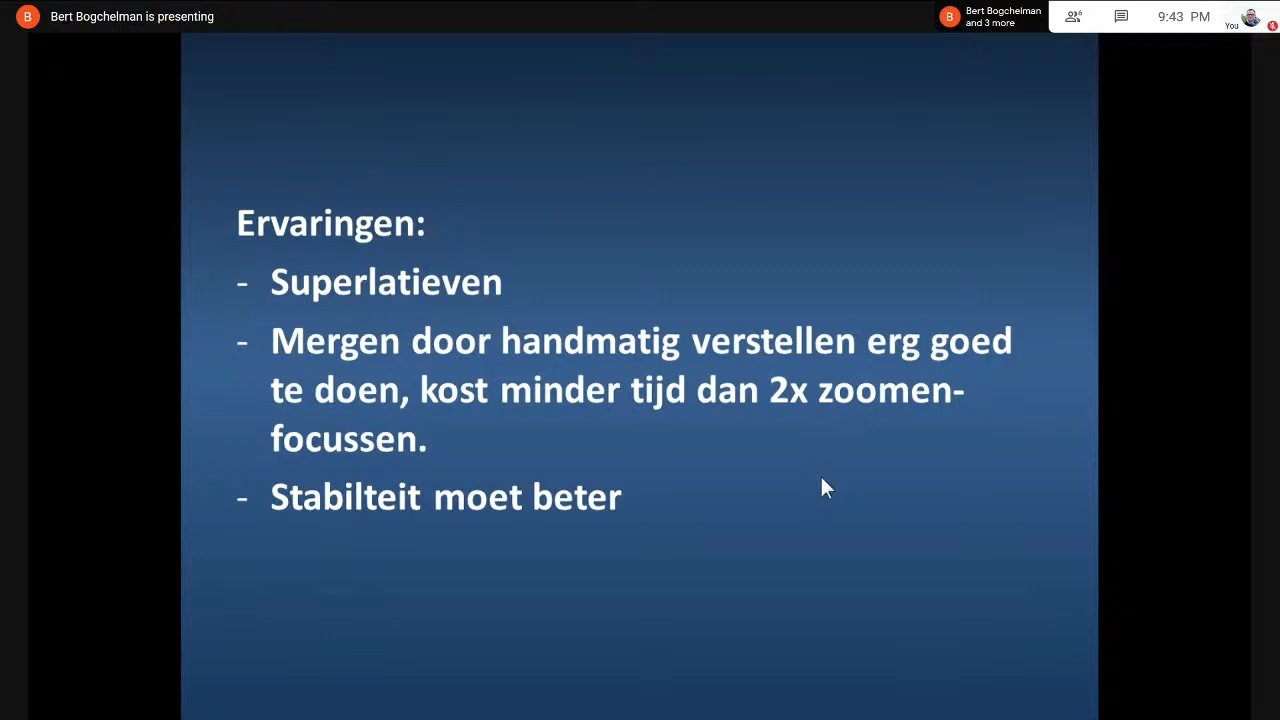 B Bert Bogchelman is presenting
B Bert Bogchelman
and 3 more
6
9:43 PM
You
Ervaringen:
- Superlatieven
- Mergen door handmatig verstellen erg goed
te doen, kost minder tijd dan 2x zoomen-
focussen.
- Stabilteit moet beter